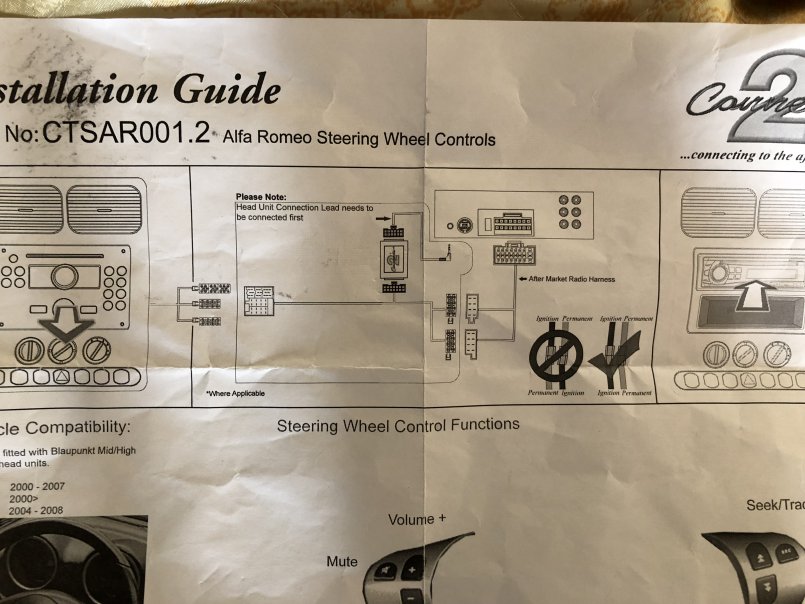 stallation Guide
No: CTSAR001.2 Alfa Romeo Steering Wheel Controls
Conne
2
...connecting to the a
Please Note:
Head Unit Connection Lead needs to
be connected first
After Market Radio Harness
Ignition Permanent
Ignition Permanent
Permanent Ignition
Ignition Permanent
*Where Applicable
cle Compatibility:
fitted with Blaupunkt Mid/High
head units.
2000 - 2007
2000>
2004 - 2008
Steering Wheel Control Functions
Volume +
Mute
+
-
Seek/Trac
SRC